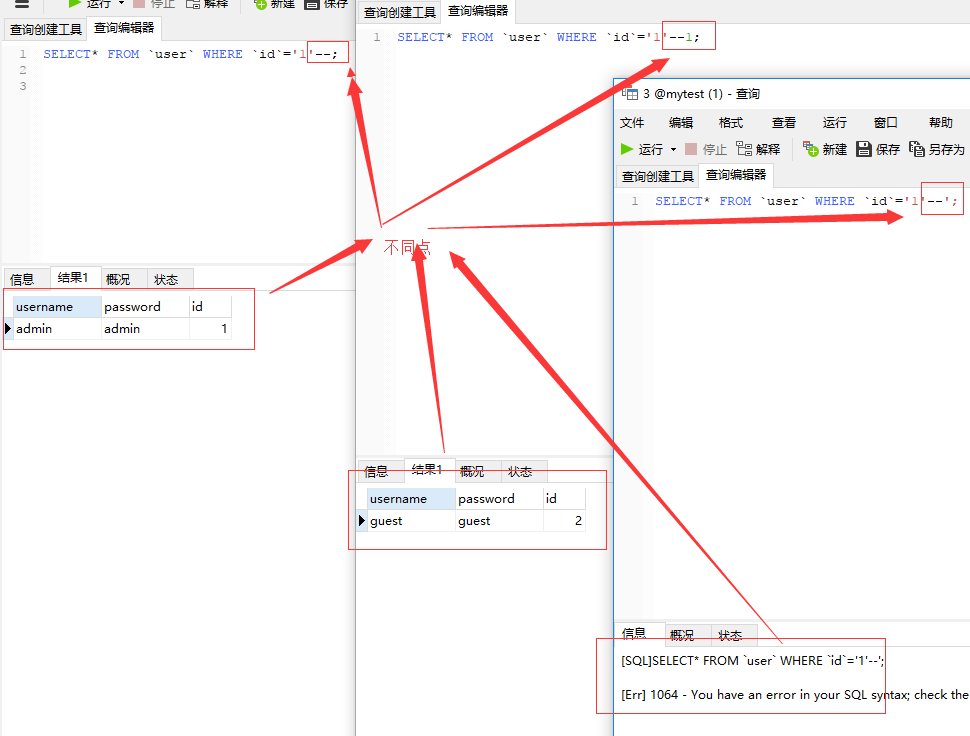 运行 停止 解释 新建 保存
查询创建工具 查询编辑器
1 SELECT* FROM `user` WHERE `id`='1'--;
2
3
信息 结果1 概况 状态
username password id
admin admin 1
查询创建工具 查询编辑器
1 SELECT* FROM `user` WHERE `id`='1'--1;
不同点
信息 结果1 概况 状态
username password id
guest guest 2
3 @mytest (1) - 查询
文件 编辑 格式 查看 运行 窗口 帮助
运行 停止 解释 新建 保存 另存为
查询创建工具 查询编辑器
1 SELECT* FROM `user` WHERE `id`='1'--';
信息 概况 状态
[SQL]SELECT* FROM `user` WHERE `id`='1'--';
[Err] 1064 - You have an error in your SQL syntax; check the